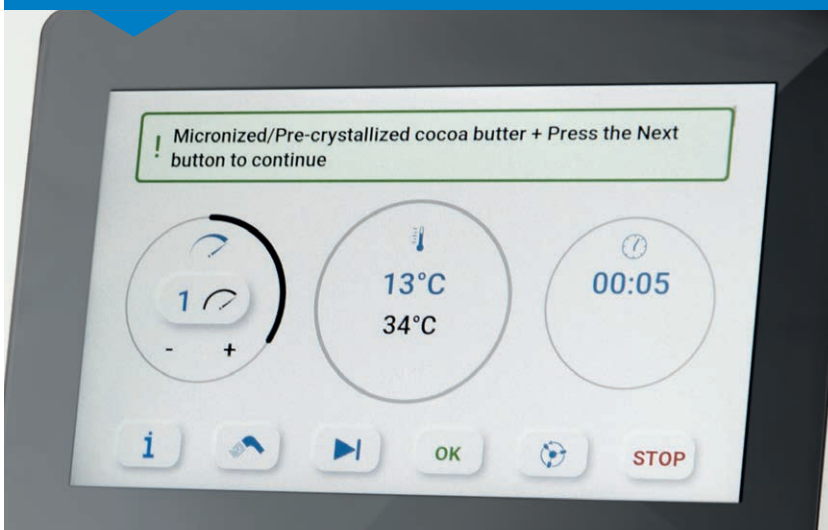 ! Micronized/Pre-crystallized cocoa butter + Press the Next
button to continue
1
- +
13°C
34°C
00:05
i
OK
STOP